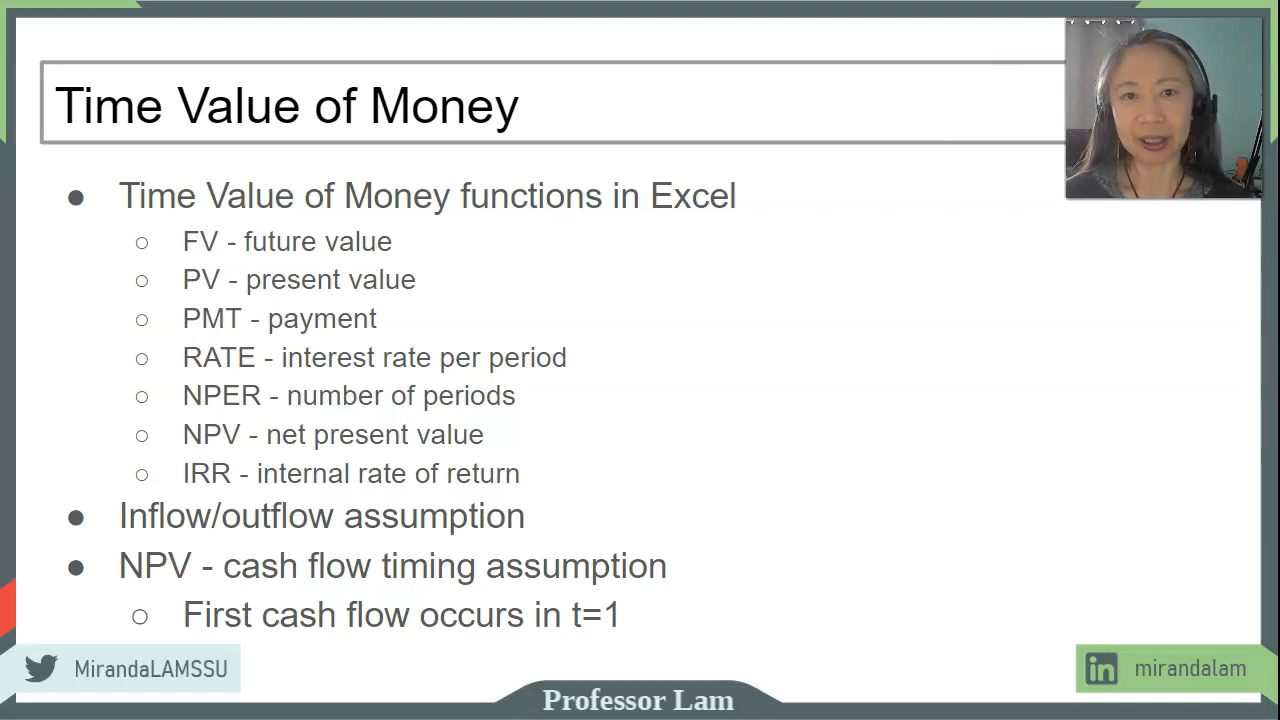 Time Value of Money
● Time Value of Money functions in Excel
○ FV - future value
○ PV - present value
○ PMT - payment
○ RATE - interest rate per period
○ NPER - number of periods
○ NPV - net present value
○ IRR - internal rate of return
● Inflow/outflow assumption
● NPV - cash flow timing assumption
○ First cash flow occurs in t=1
MirandaLAMSSU
in mirandalam
Professor Lam